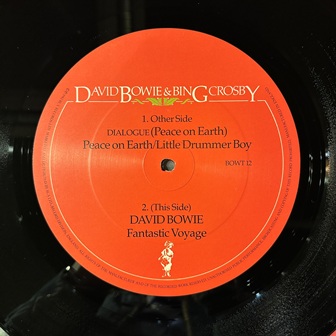 DAVID BOWIE & BING CROSBY
1. Other Side
DIALOGUE (Peace on Earth)
Peace on Earth/Little Drummer Boy
BOWT 12
2. (This Side)
DAVID BOWIE
Fantastic Voyage